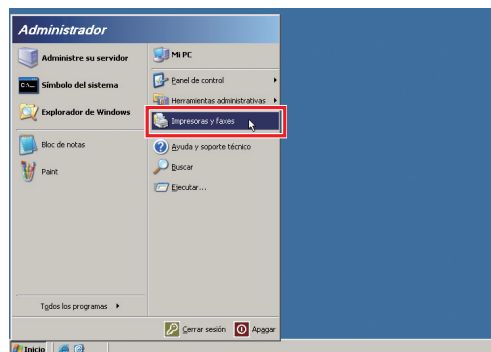 Administrador
Administre su servidor
Símbolo del sistema
Explorador de Windows
Bloc de notas
Paint
Todos los programas
Mi PC
Panel de control
Herramientas administrativas
Impresoras y faxes
Ayuda y soporte técnico
Buscar
Ejecutar...
Cerrar sesión
Apagar
Inicio